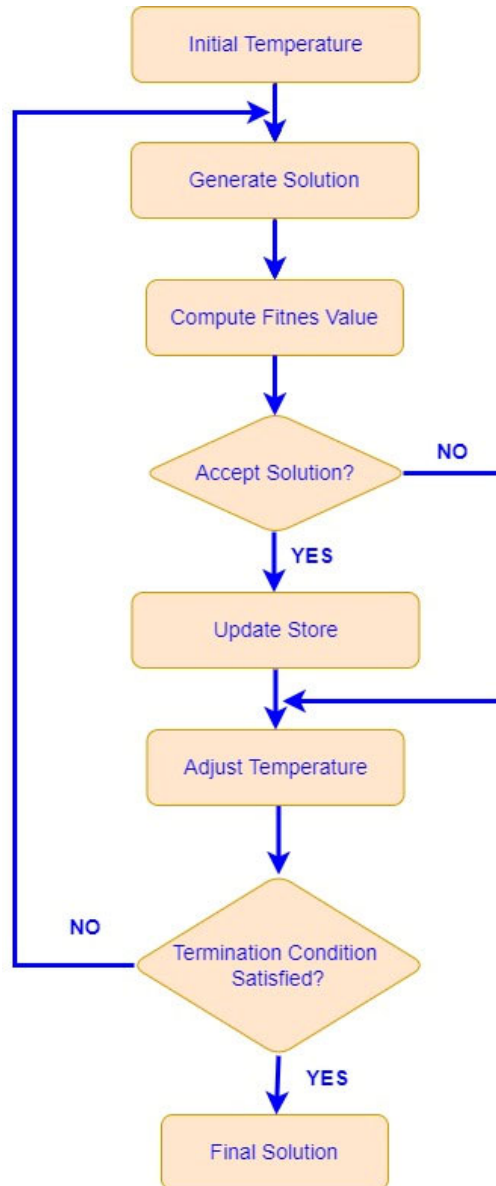 Initial Temperature
Generate Solution
Compute Fitnes Value
Accept Solution?
NO
YES
Update Store
Adjust Temperature
NO
Termination Condition
Satisfied?
YES
Final Solution